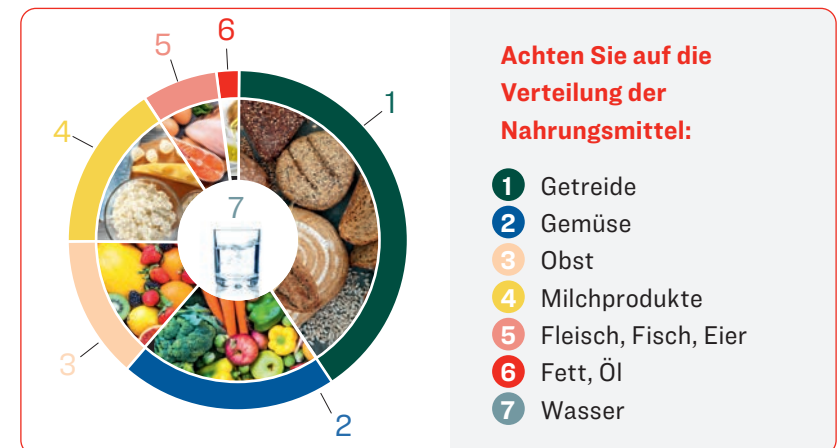 6
5
1
4
7
3
2
Achten Sie auf die
Verteilung der
Nahrungsmittel:
1 Getreide
2 Gemüse
3 Obst
4 Milchprodukte
5 Fleisch, Fisch, Eier
6 Fett, Öl
7 Wasser